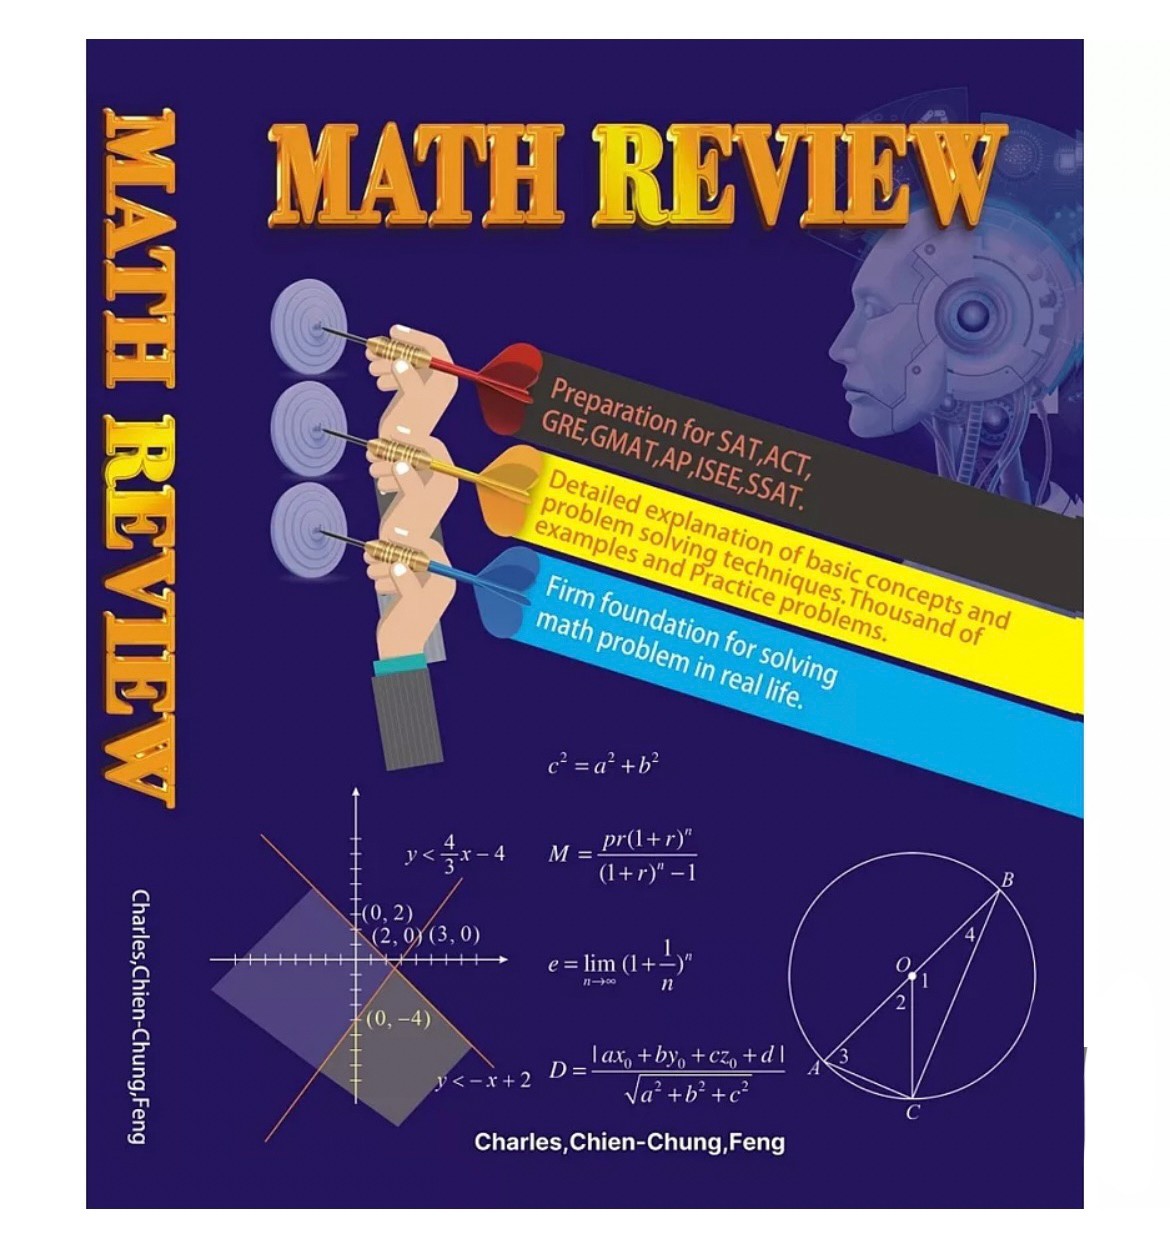 MATH REVIEW
Charles,Chien-Chung,Feng
MATH REVIEW
Preparation for SAT,ACT,
GRE,GMAT,AP,ISEE,SSAT.
Detailed explanation of basic concepts and
problem solving techniques.Thousand of
examples and Practice problems.
Firm foundation for solving
math problem in real life.
c² = a² + b²
M = pr(1+r)ⁿ / (1+r)ⁿ −1
e = lim n→∞ (1+ 1/n)ⁿ
D = | ax₀ + by₀ + cz₀ + d | / √a² + b² + c²
y < 4/3 x − 4
(0, 2)
(2, 0) (3, 0)
(0, −4)
y < − x + 2
B
4
O
1
2
3
A
C
Charles,Chien-Chung,Feng